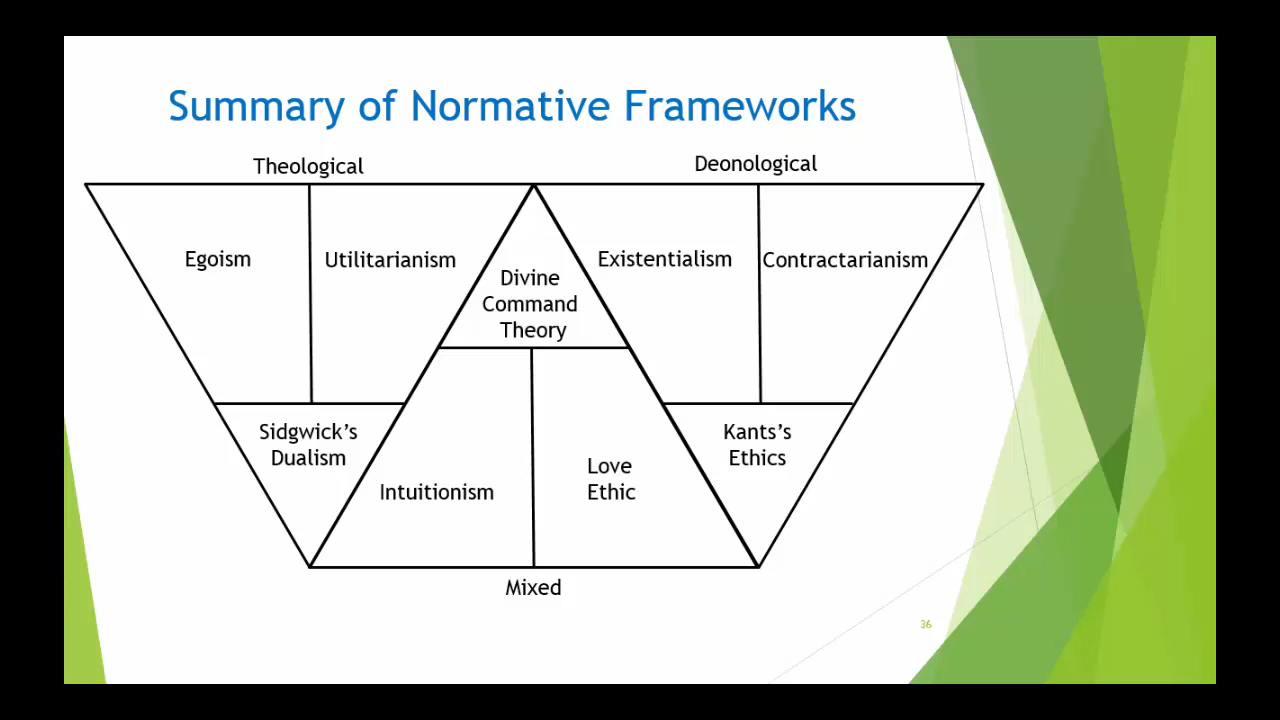 Summary of Normative Frameworks
Theological
Deonological
Egoism
Utilitarianism
Divine
Command
Theory
Existentialism
Contractarianism
Sidgwick's
Dualism
Intuitionism
Love
Ethic
Kants's
Ethics
Mixed
36